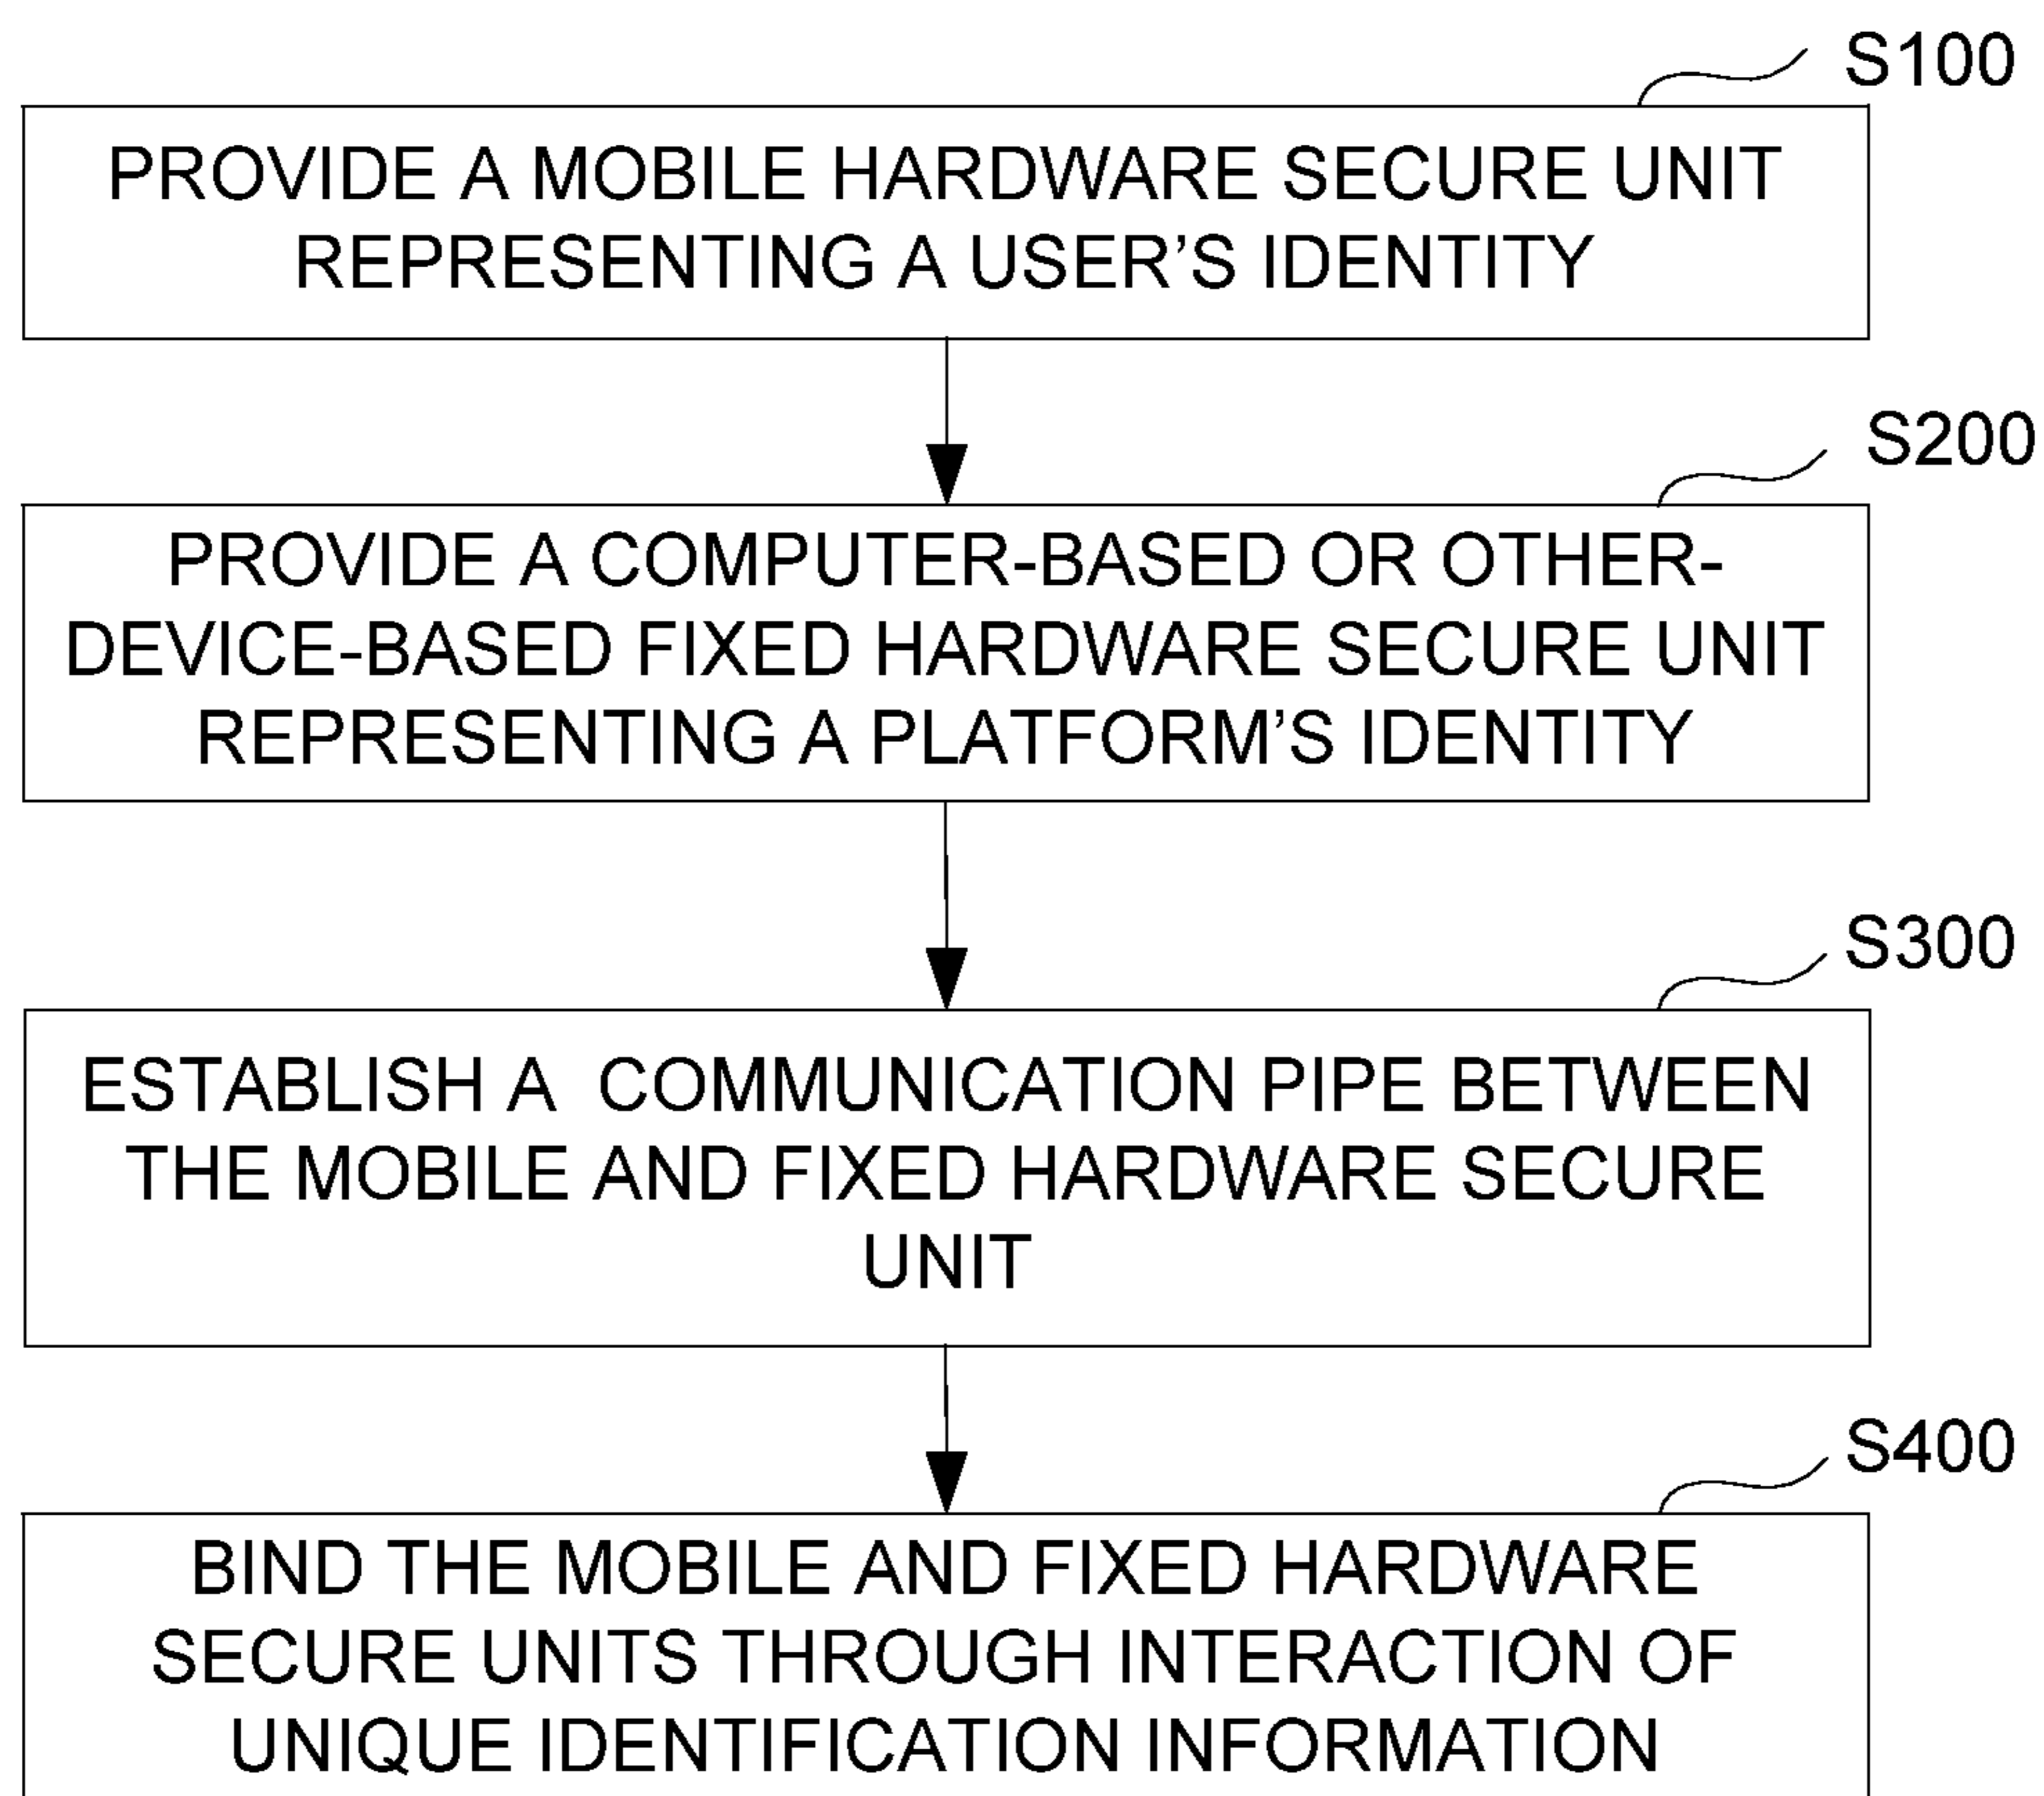 S100
PROVIDE A MOBILE HARDWARE SECURE UNIT
REPRESENTING A USER’S IDENTITY
S200
PROVIDE A COMPUTER-BASED OR OTHER-
DEVICE-BASED FIXED HARDWARE SECURE UNIT
REPRESENTING A PLATFORM’S IDENTITY
S300
ESTABLISH A COMMUNICATION PIPE BETWEEN
THE MOBILE AND FIXED HARDWARE SECURE
UNIT
S400
BIND THE MOBILE AND FIXED HARDWARE
SECURE UNITS THROUGH INTERACTION OF
UNIQUE IDENTIFICATION INFORMATION